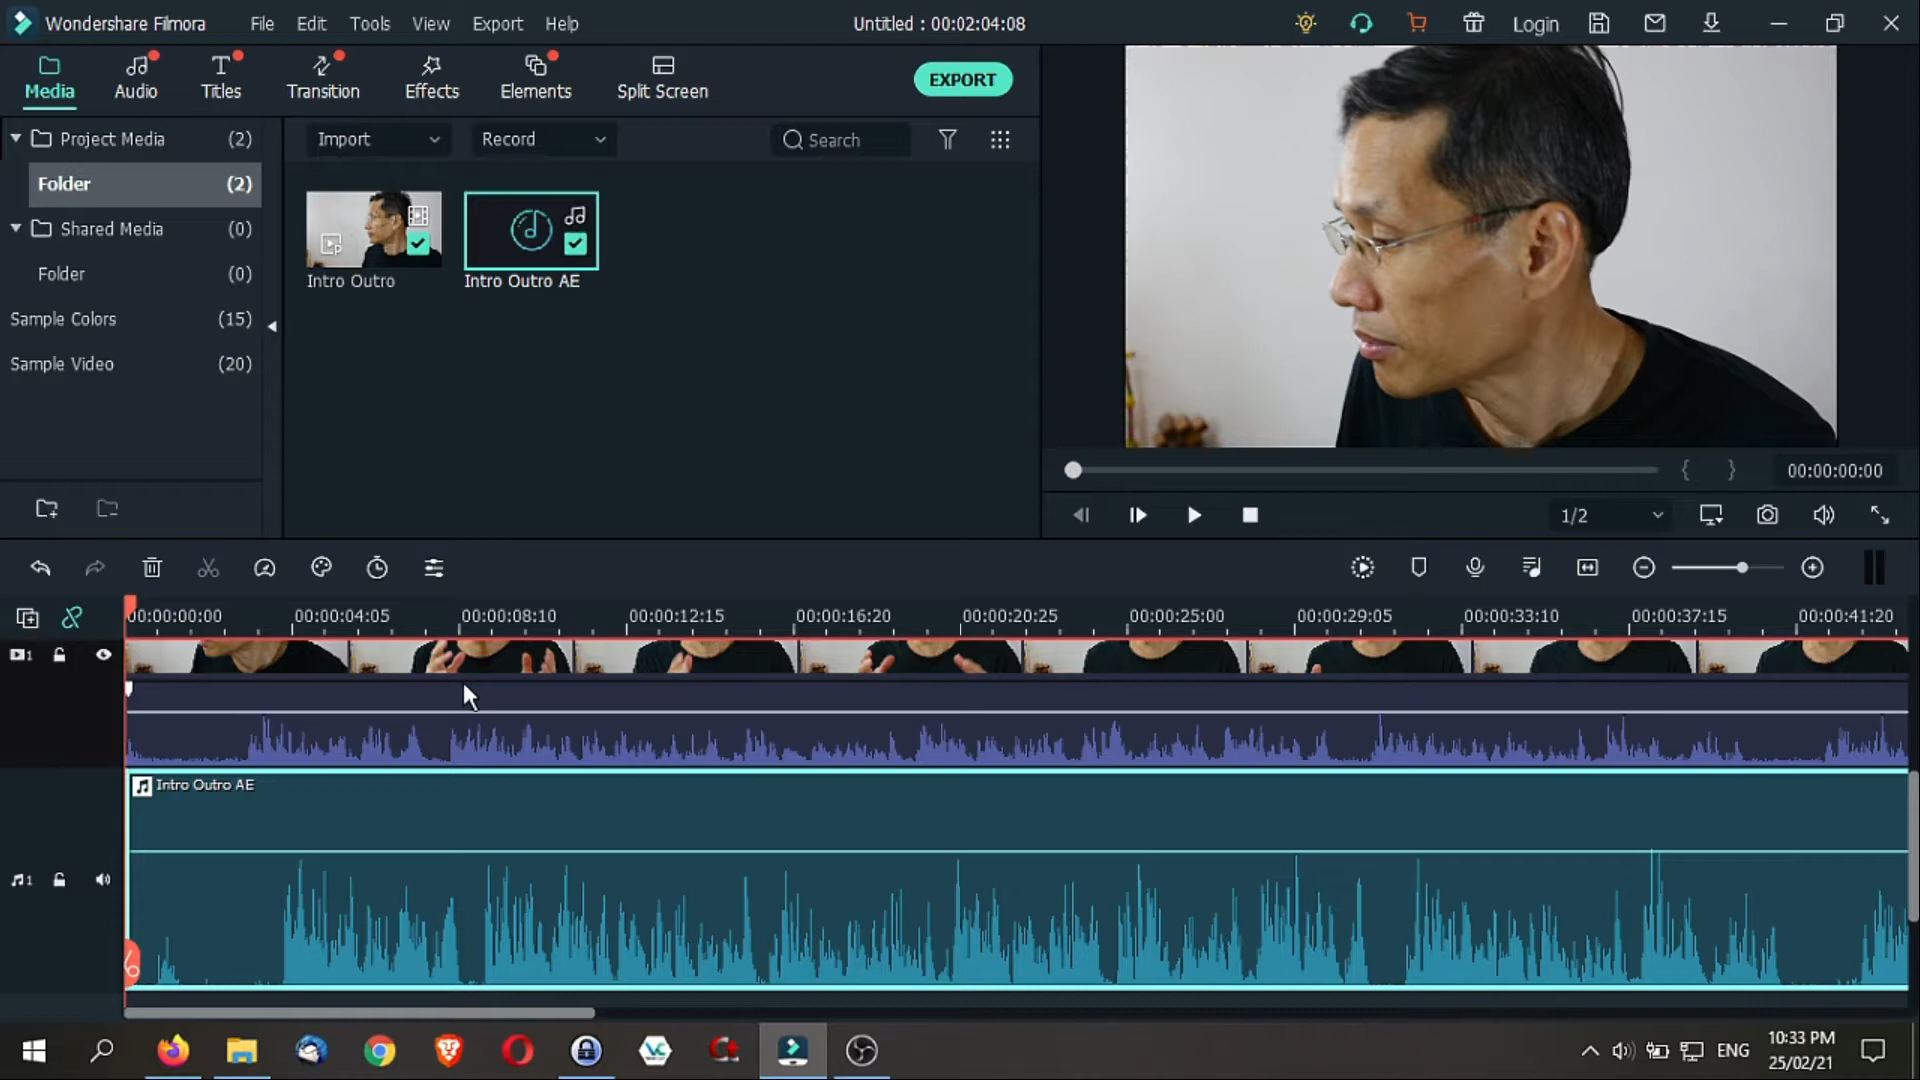 Wondershare Filmora File Edit Tools View Export Help Untitled : 00:02:04:08 Login
Media Audio Titles Transition Effects Elements Split Screen EXPORT
Project Media (2)
Folder (2)
Shared Media (0)
Folder (0)
Sample Colors (15)
Sample Video (20)
Import Record Search
Intro Outro Intro Outro AE
00:00:00:00
1/2
00:00:00:00 00:00:04:05 00:00:08:10 00:00:12:15 00:00:16:20 00:00:20:25 00:00:25:00 00:00:29:05 00:00:33:10 00:00:37:15 00:00:41:20
1
Intro Outro AE
1
ENG
10:33 PM
25/02/21